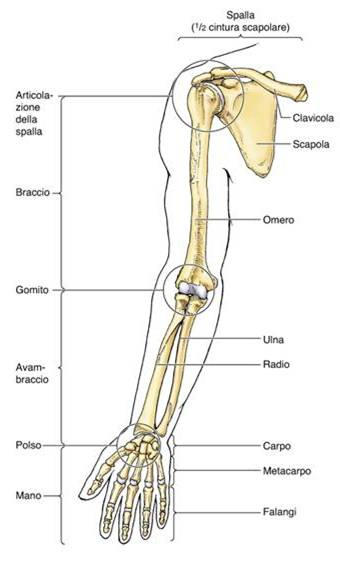 Spalla
(1/2 cintura scapolare)
Articola-
zione
della
spalla
Clavicola
Scapola
Braccio
Omero
Gomito
Ulna
Radio
Avam-
braccio
Polso
Carpo
Metacarpo
Mano
Falangi